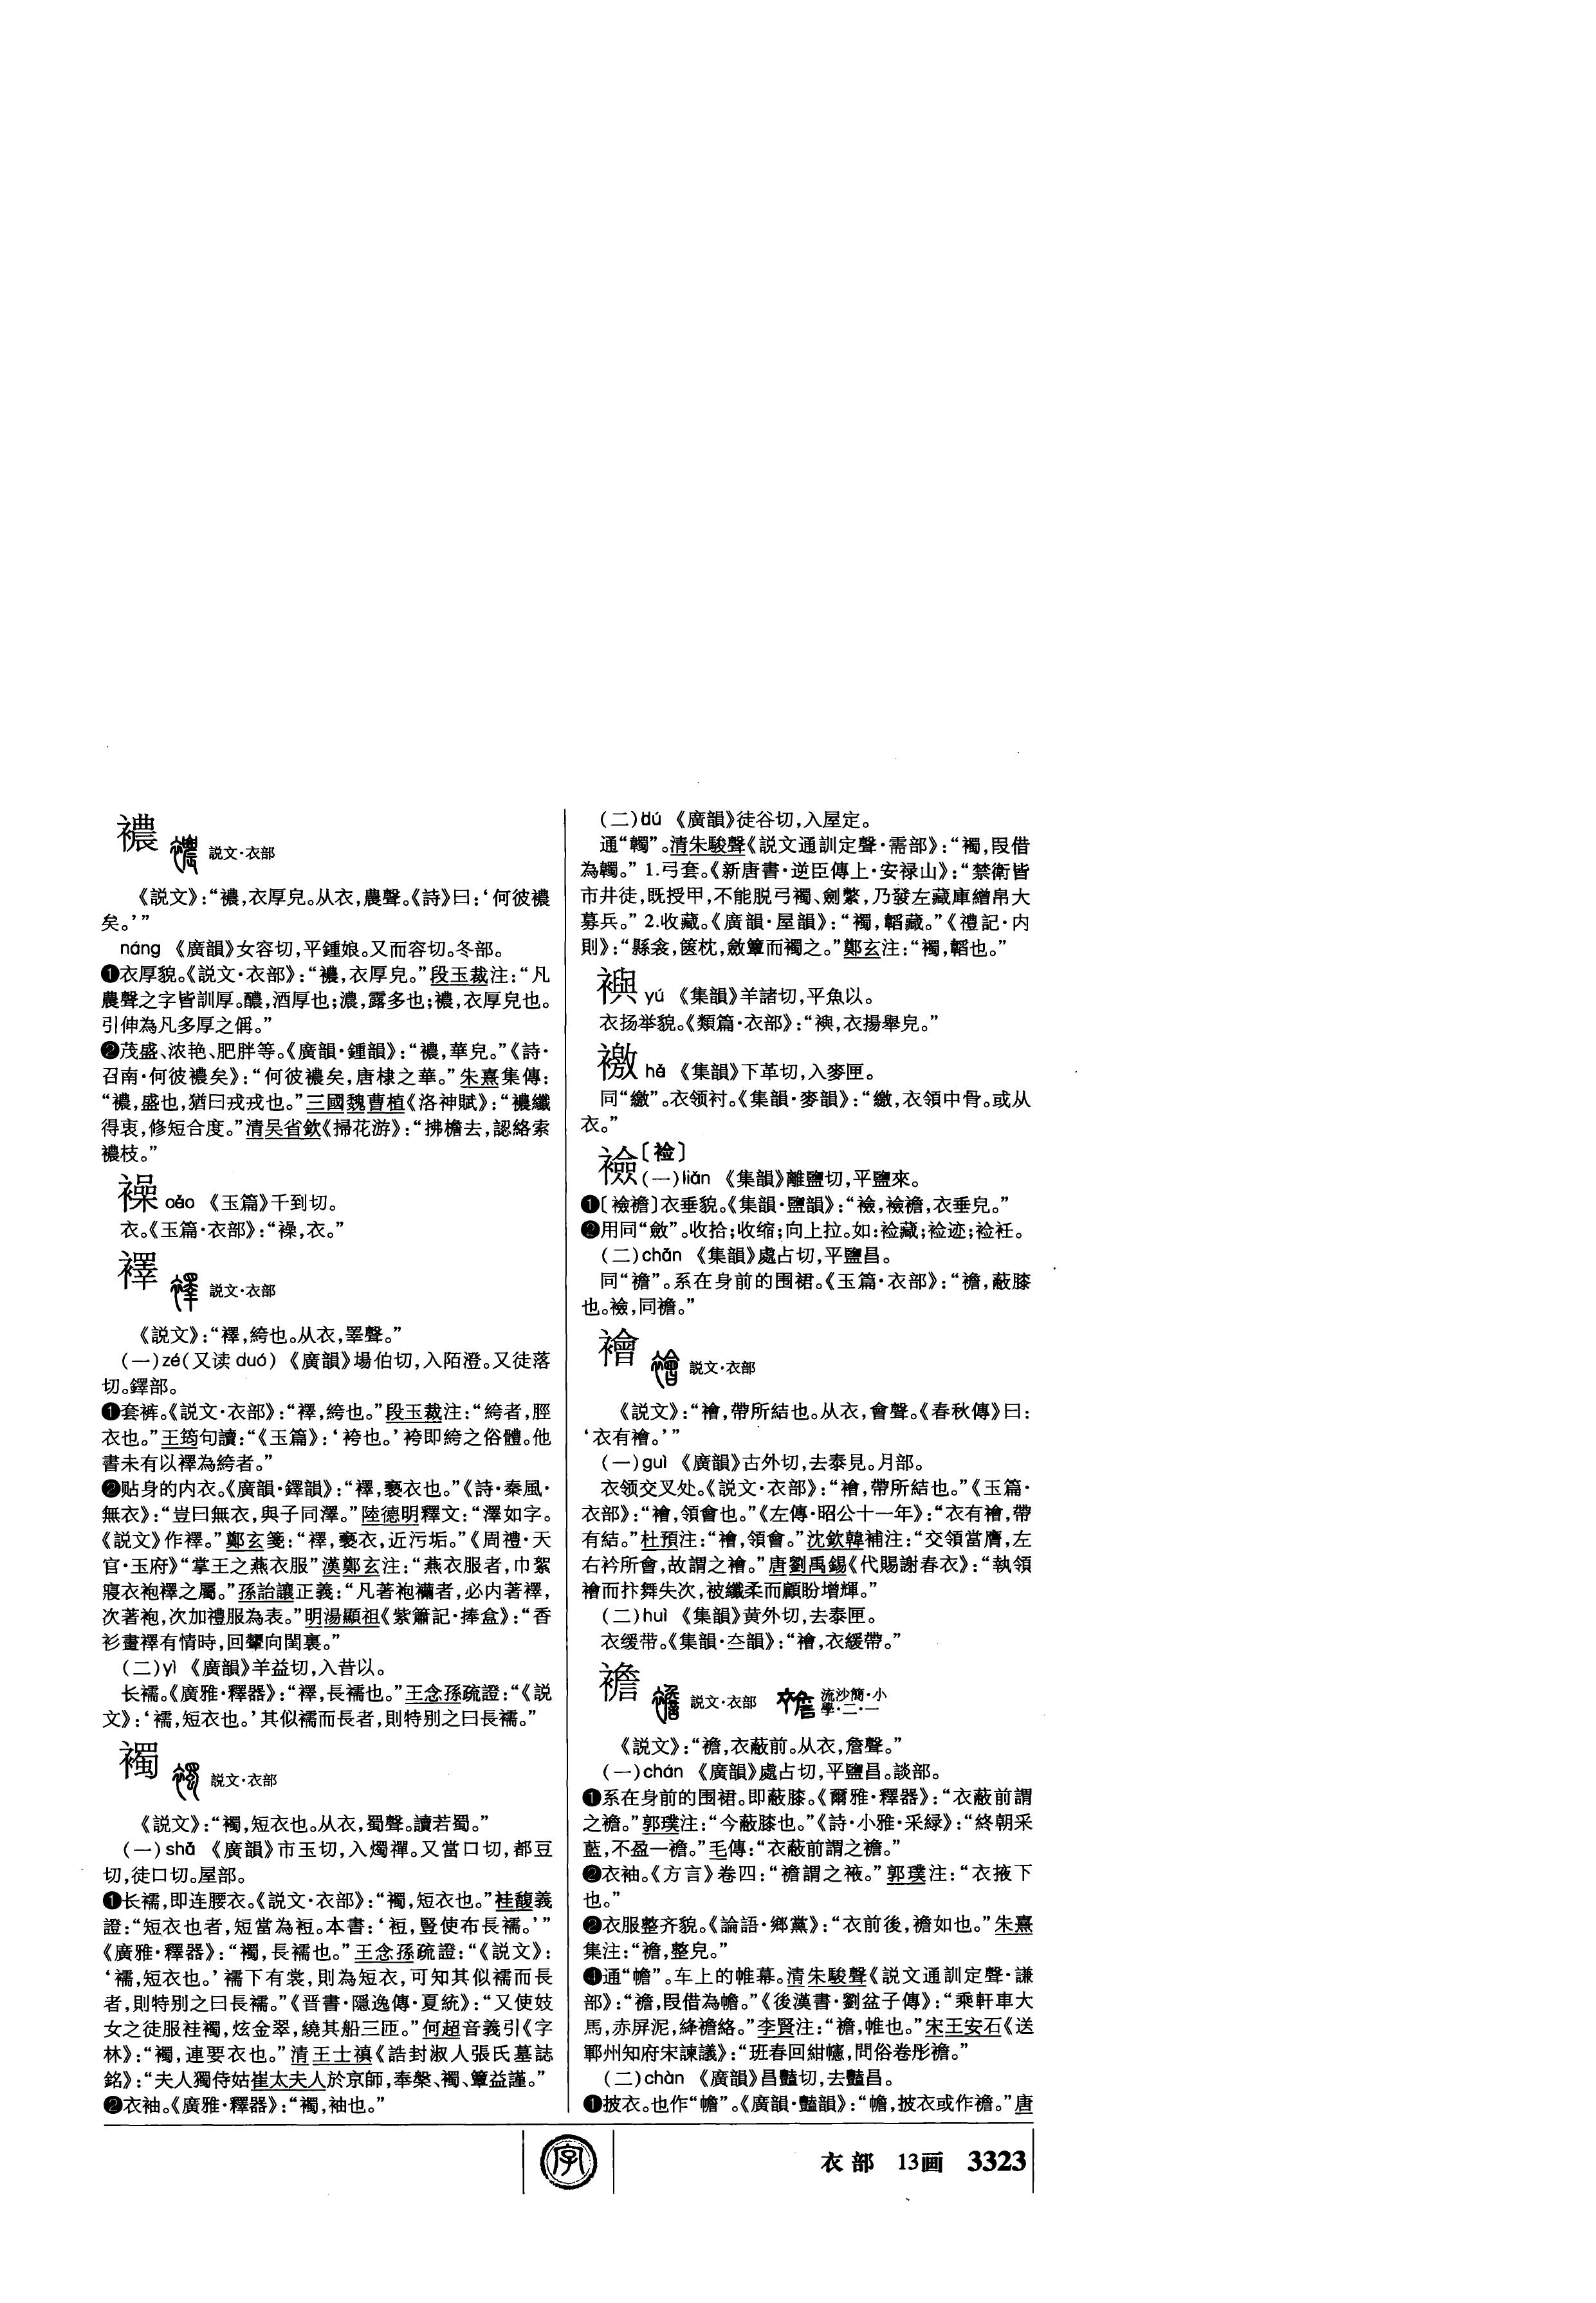 襛 説文·衣部
《説文》:“襛,衣厚皃。从衣,農聲。《詩》曰:‘何彼襛
矣。’”
náng 《廣韻》女容切,平鍾娘。又而容切。冬部。
❶衣厚貌。《説文·衣部》:“襛,衣厚皃。”段玉裁注:“凡
農聲之字皆訓厚。醲,酒厚也;濃,露多也;襛,衣厚皃也。
引伸為凡多厚之偁。”
❷茂盛、浓艳、肥胖等。《廣韻·鍾韻》:“襛,華皃。”《詩·
召南·何彼襛矣》:“何彼襛矣,唐棣之華。”朱熹集傳:
“襛,盛也,猶曰戎戎也。”三國魏曹植《洛神賦》:“襛纖
得衷,修短合度。”清吴省欽《掃花游》:“拂檐去,認絡索
襛枝。”
襙 cǎo 《玉篇》千到切。
衣。《玉篇·衣部》:“襙,衣。”
襗 説文·衣部
《説文》:“襗,絝也。从衣,睪聲。”
(一)zé(又读duó) 《廣韻》場伯切,入陌澄。又徒落
切。鐸部。
❶套裤。《説文·衣部》:“襗,絝也。”段玉裁注:“絝者,脛
衣也。”王筠句讀:“《玉篇》:‘袴也。’袴即絝之俗體。他
書未有以襗為絝者。”
❷贴身的内衣。《廣韻·鐸韻》:“襗,褻衣也。”《詩·秦風·
無衣》:“豈曰無衣,與子同澤。”陸德明釋文:“澤如字。
《説文》作襗。”鄭玄箋:“襗,褻衣,近污垢。”《周禮·天
官·玉府》“掌王之燕衣服”漢鄭玄注:“燕衣服者,巾絮
寢衣袍襗之屬。”孫詒讓正義:“凡著袍襺者,必内著襗,
次著袍,次加禮服為表。”明湯顯祖《紫簫記·捧盒》:“香
衫畫襗有情時,回鞶向閨裏。”
(二)yì 《廣韻》羊益切,入昔以。
长襦。《廣雅·釋器》:“襗,長襦也。”王念孫疏證:“《説
文》:‘襦,短衣也。’其似襦而長者,則特别之曰長襦。”
襡 説文·衣部
《説文》:“襡,短衣也。从衣,蜀聲。讀若蜀。”
(一)shǔ 《廣韻》市玉切,入燭禪。又當口切,都豆
切,徒口切。屋部。
❶长襦,即连腰衣。《説文·衣部》:“襡,短衣也。”桂馥義
證:“短衣也者,短當為裋。本書:‘裋,豎使布長襦。’”
《廣雅·釋器》:“襡,長襦也。”王念孫疏證:“《説文》:
‘襦,短衣也。’襦下有裳,則為短衣,可知其似襦而長
者,則特别之曰長襦。”《晋書·隱逸傳·夏統》:“又使妓
女之徒服袿襡,炫金翠,繞其船三匝。”何超音義引《字
林》:“襡,連要衣也。”清王士禛《誥封淑人張氏墓誌
銘》:“夫人獨侍姑崔太夫人於京師,奉槃、襡、簟益謹。”
❷衣袖。《廣雅·釋器》:“襡,袖也。”
(二)dú 《廣韻》徒谷切,入屋定。
通“韣”。清朱駿聲《説文通訓定聲·需部》:“襡,叚借
為韣。”1.弓套。《新唐書·逆臣傳上·安禄山》:“禁衛皆
市井徒,既授甲,不能脱弓襡、劍𦃇,乃發左藏庫繒帛大
募兵。”2.收藏。《廣韻·屋韻》:“襡,韜藏。”《禮記·内
則》:“縣衾,篋枕,斂簟而襡之。”鄭玄注:“襡,韜也。”
䙔 yú 《集韻》羊諸切,平魚以。
衣扬举貌。《類篇·衣部》:“䙔,衣揚舉皃。”
襒 hé 《集韻》下革切,入麥匣。
同“繳”。衣领衬。《集韻·麥韻》:“繳,衣領中骨。或从
衣。”
襝〔裣〕
(一)liǎn 《集韻》離鹽切,平鹽來。
❶〔襝襜〕衣垂貌。《集韻·鹽韻》:“襝,襝襜,衣垂皃。”
❷用同“斂”。收拾;收缩;向上拉。如:裣藏;裣迹;裣衽。
(二)chān 《集韻》處占切,平鹽昌。
同“襜”。系在身前的围裙。《玉篇·衣部》:“襜,蔽膝
也。襝,同襜。”
襘 説文·衣部
《説文》:“襘,帶所結也。从衣,會聲。《春秋傳》曰:
‘衣有襘。’”
(一)guì 《廣韻》古外切,去泰見。月部。
衣领交叉处。《説文·衣部》:“襘,帶所結也。”《玉篇·
衣部》:“襘,領會也。”《左傳·昭公十一年》:“衣有襘,帶
有結。”杜預注:“襘,領會。”沈欽韓補注:“交領當膺,左
右衿所會,故謂之襘。”唐劉禹錫《代賜謝春衣》:“執領
襘而抃舞失次,被纖柔而顧盼增輝。”
(二)huì 《集韻》黄外切,去泰匣。
衣缓带。《集韻·夳韻》:“襘,衣緩帶。”
襜 説文·衣部 流沙簡·小學·二·一
《説文》:“襜,衣蔽前。从衣,詹聲。”
(一)chán 《廣韻》處占切,平鹽昌。談部。
❶系在身前的围裙。即蔽膝。《爾雅·釋器》:“衣蔽前謂
之襜。”郭璞注:“今蔽膝也。”《詩·小雅·采緑》:“終朝采
藍,不盈一襜。”毛傳:“衣蔽前謂之襜。”
❷衣袖。《方言》卷四:“襜謂之袯。”郭璞注:“衣掖下
也。”
❷衣服整齐貌。《論語·鄉黨》:“衣前後,襜如也。”朱熹
集注:“襜,整皃。”
❹通“幨”。车上的帷幕。清朱駿聲《説文通訓定聲·謙
部》:“襜,叚借為幨。”《後漢書·劉盆子傳》:“乘軒車大
馬,赤屏泥,絳襜絡。”李賢注:“襜,帷也。”宋王安石《送
鄆州知府宋諫議》:“班春回紺幰,問俗卷彤襜。”
(二)chàn 《廣韻》昌豔切,去豔昌。
❶披衣。也作“幨”。《廣韻·豔韻》:“幨,披衣或作襜。”唐
字
衣部 13画 3323